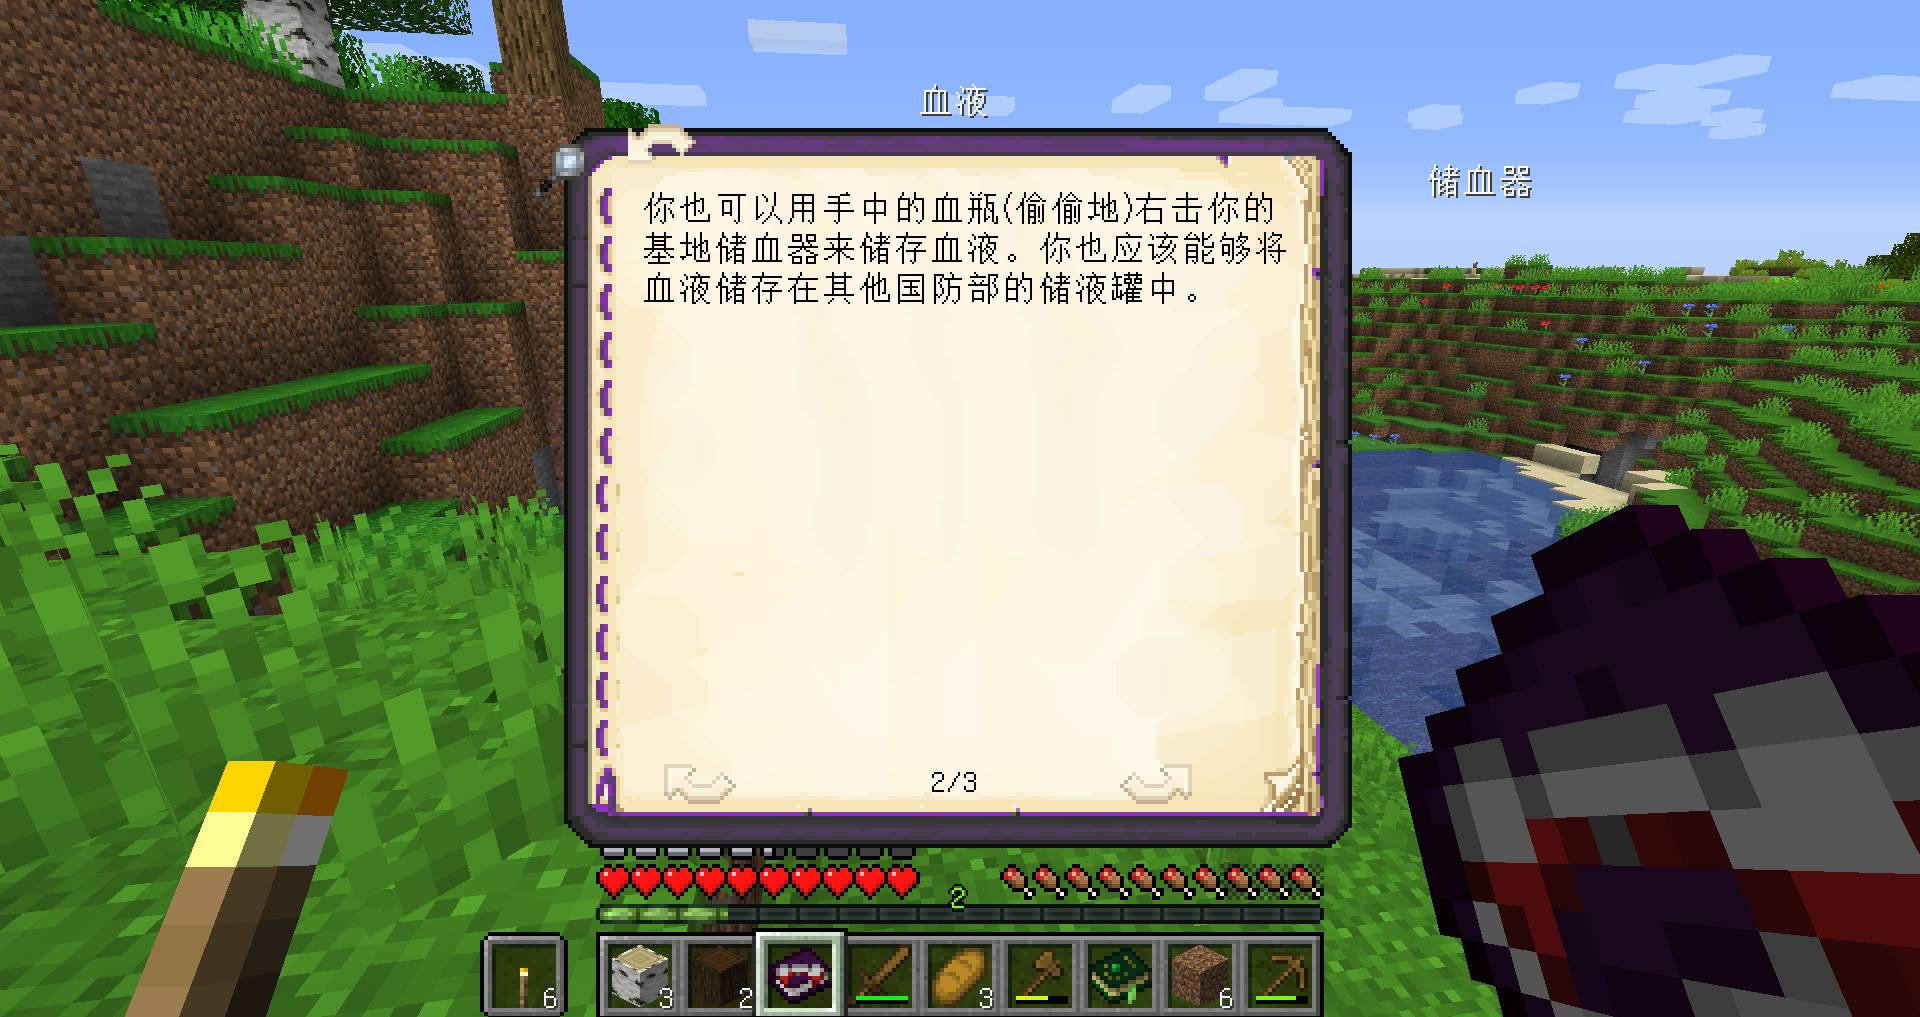 血液
储血器
你也可以用手中的血瓶(偷偷地)右击你的
基地储血器来储存血液。你也应该能够将
血液储存在其他国防部的储液罐中。
2/3
2
6
3
2
3
6